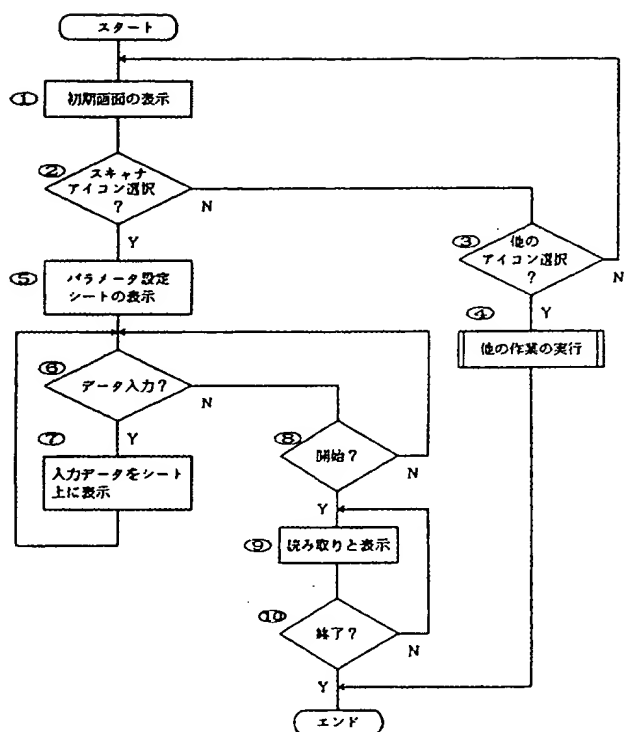 スタート
①
初期画面の表示
②
スキャナ
アイコン選択
?
N
Y
③
他の
アイコン選択
?
N
Y
④
他の作業の実行
⑤
パラメータ設定
シートの表示
⑥
データ入力?
N
Y
⑦
入力データをシート
上に表示
⑧
開始?
N
Y
⑨
読み取りと表示
⑩
終了?
N
Y
エンド